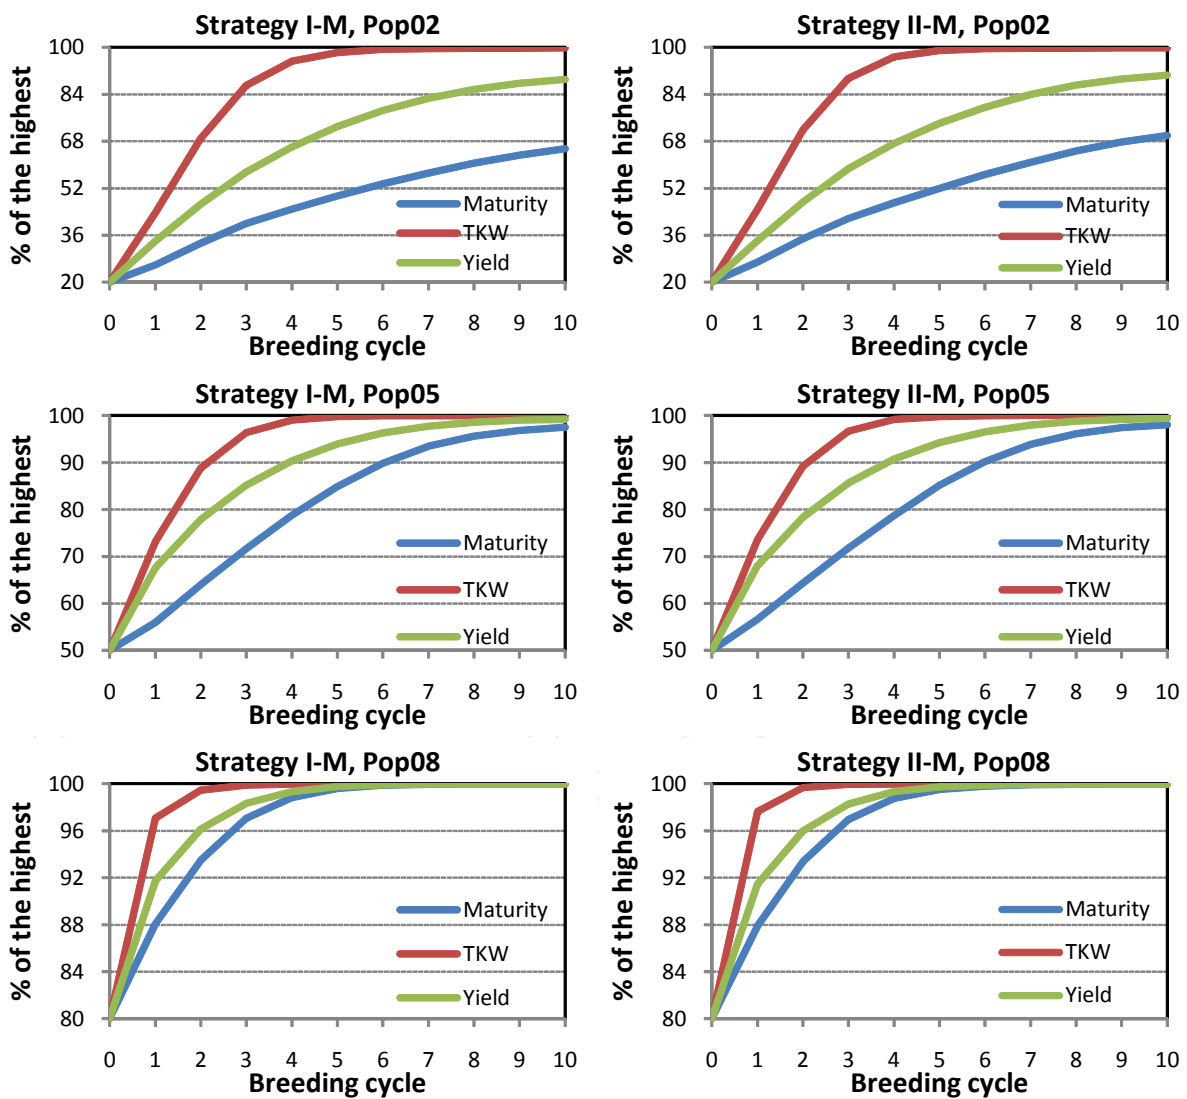 Strategy I-M, Pop02
% of the highest
100
84
68
52
36
20
Maturity
TKW
Yield
0 1 2 3 4 5 6 7 8 9 10
Breeding cycle
Strategy II-M, Pop02
% of the highest
100
84
68
52
36
20
Maturity
TKW
Yield
0 1 2 3 4 5 6 7 8 9 10
Breeding cycle
Strategy I-M, Pop05
% of the highest
100
90
80
70
60
50
Maturity
TKW
Yield
0 1 2 3 4 5 6 7 8 9 10
Breeding cycle
Strategy II-M, Pop05
% of the highest
100
90
80
70
60
50
Maturity
TKW
Yield
0 1 2 3 4 5 6 7 8 9 10
Breeding cycle
Strategy I-M, Pop08
% of the highest
100
96
92
88
84
80
Maturity
TKW
Yield
0 1 2 3 4 5 6 7 8 9 10
Breeding cycle
Strategy II-M, Pop08
% of the highest
100
96
92
88
84
80
Maturity
TKW
Yield
0 1 2 3 4 5 6 7 8 9 10
Breeding cycle